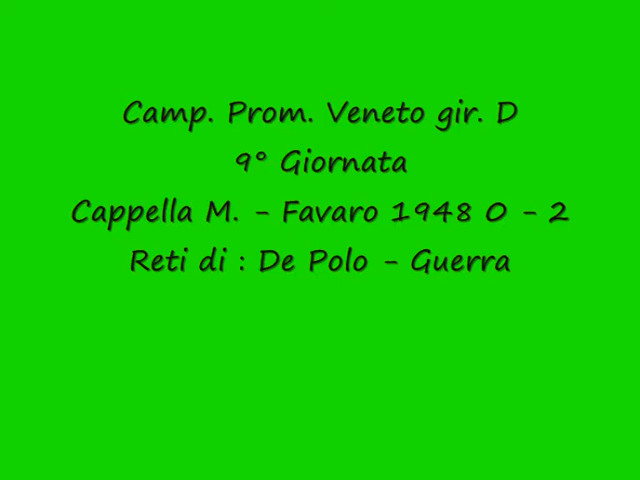 Camp. Prom. Veneto gir. D
9° Giornata
Cappella M. - Favaro 1948 0 - 2
Reti di : De Polo - Guerra